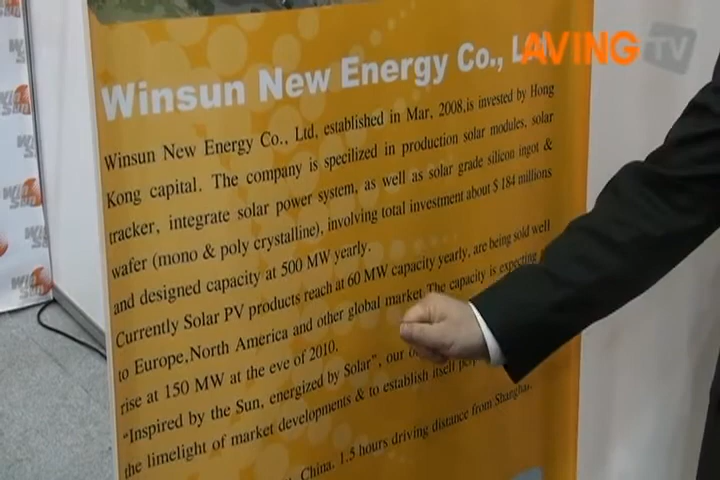 AVING TV
Winsun New Energy Co., L
Winsun New Energy Co., Ltd, established in Mar, 2008,is invested by Hong
Kong capital. The company is specilized in production solar modules, solar
tracker, integrate solar power system, as well as solar grade silicon ingot &
wafer (mono & poly crystalline), involving total investment about $ 184 millions
and designed capacity at 500 MW yearly.
Currently Solar PV products reach at 60 MW capacity yearly, are being sold well
to Europe,North America and other global market.The capacity is expecting
rise at 150 MW at the eve of 2010.
“Inspired by the Sun, energized by Solar”, our
the limelight of market developments & to establish itself
China. 1.5 hours driving distance from Shanghai.